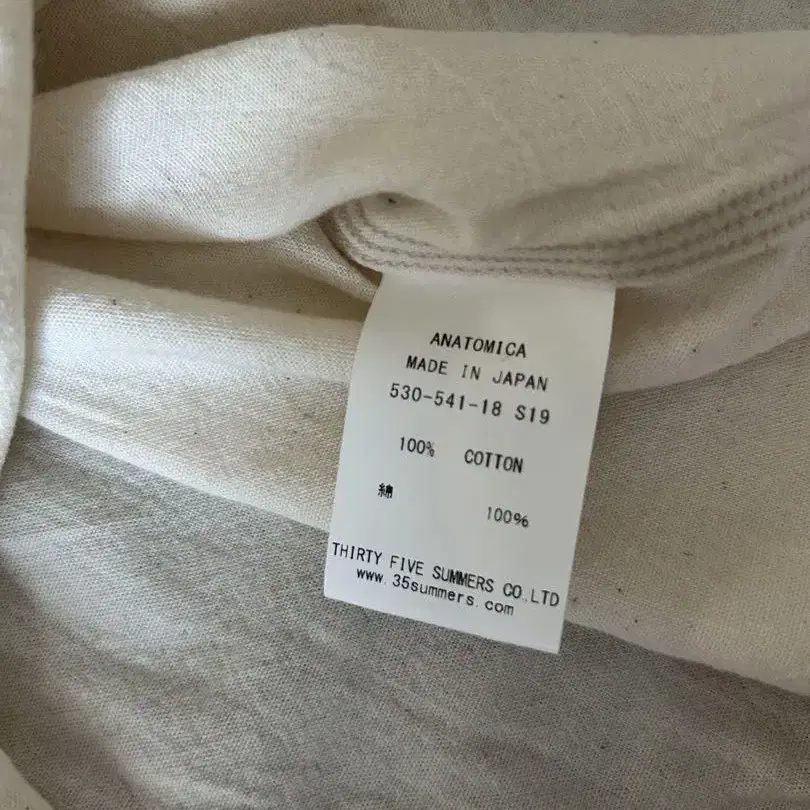 ANATOMICA
MADE IN JAPAN
530-541-18 S19
100% COTTON
綿 100%
THIRTY FIVE SUMMERS CO.,LTD
www.35summers.com